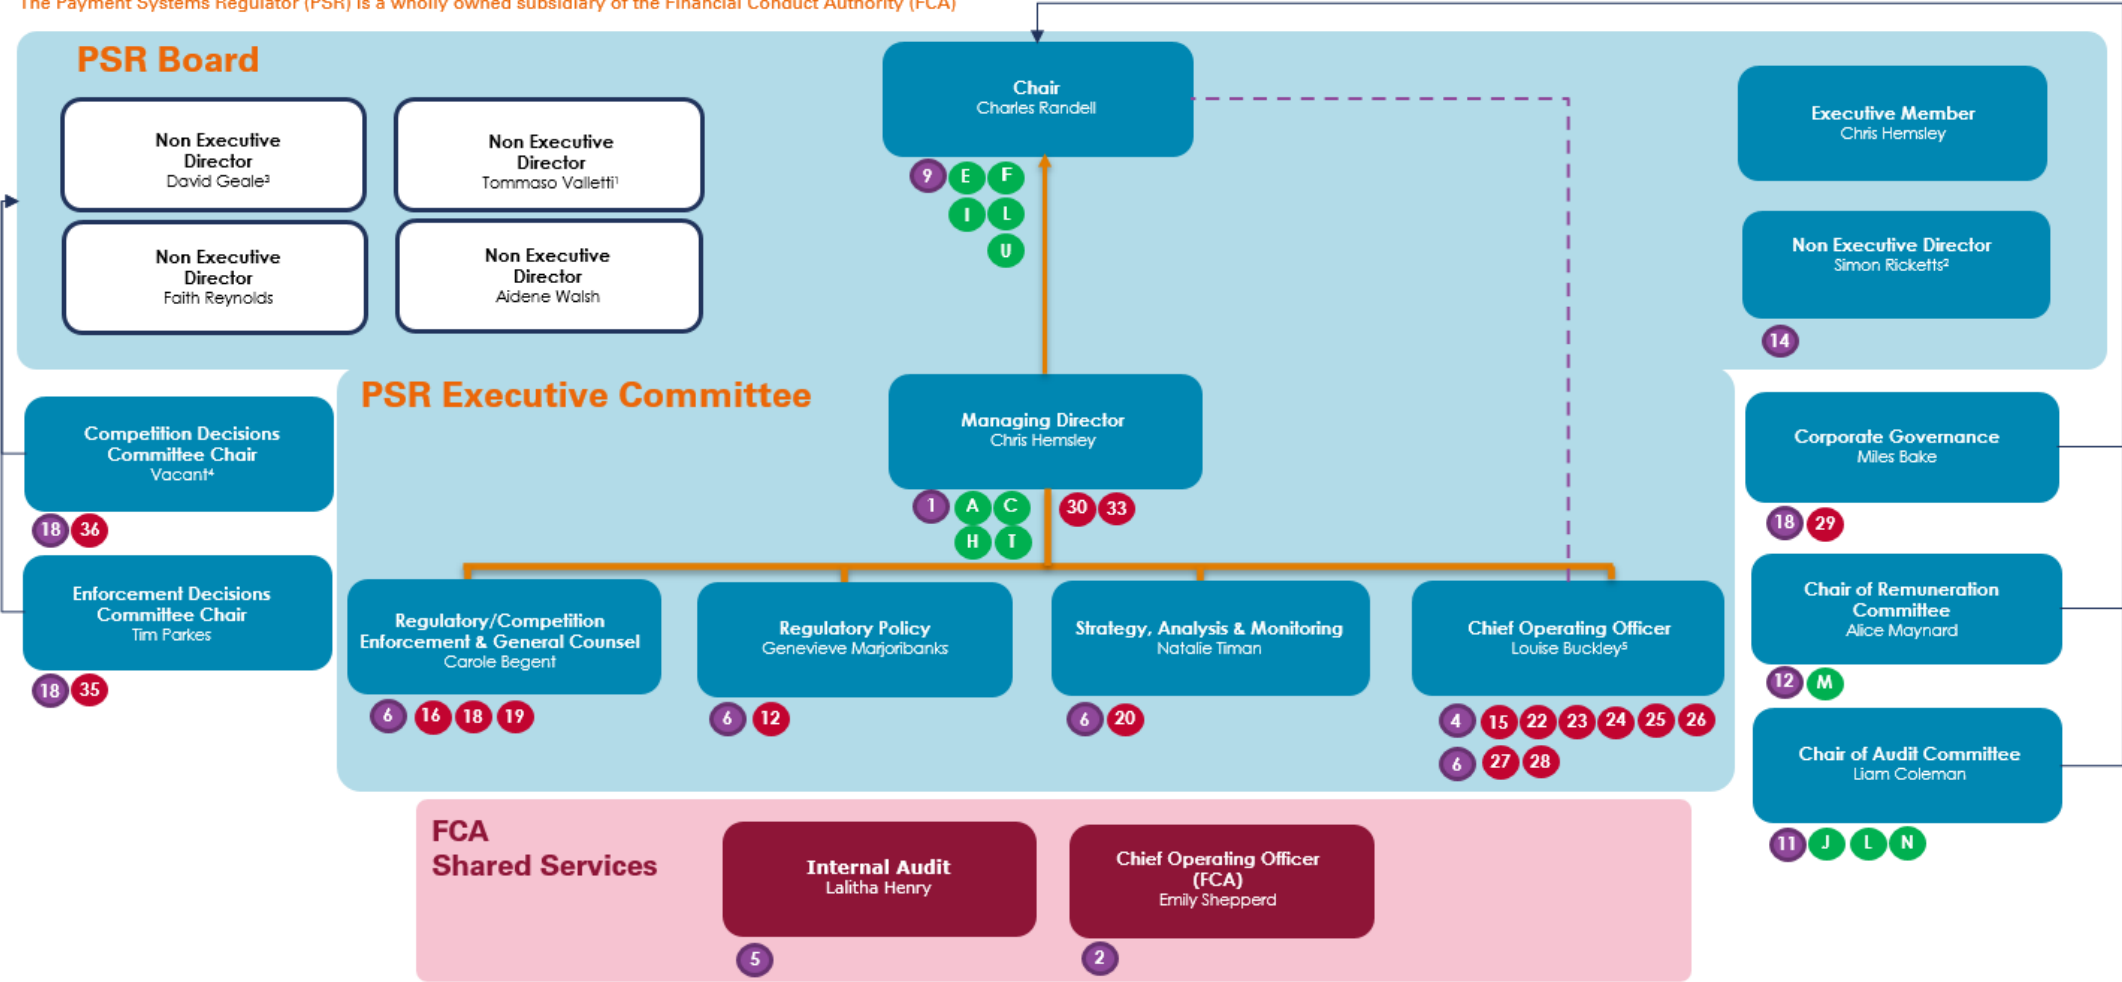 The Payment Systems Regulator (PSR) is a wholly owned subsidiary of the Financial Conduct Authority (FCA)
PSR Board
Non Executive
Director
David Geale³
Non Executive
Director
Tommaso Valletti¹
Non Executive
Director
Faith Reynolds
Non Executive
Director
Aidene Walsh
Chair
Charles Randell
9 E F
I L
U
Executive Member
Chris Hemsley
Non Executive Director
Simon Ricketts²
14
PSR Executive Committee
Managing Director
Chris Hemsley
1 A C 30 33
H T
Competition Decisions
Committee Chair
Vacant⁴
18 36
Enforcement Decisions
Committee Chair
Tim Parkes
18 35
Regulatory/Competition
Enforcement & General Counsel
Carole Begent
6 16 18 19
Regulatory Policy
Genevieve Marjoribanks
6 12
Strategy, Analysis & Monitoring
Natalie Timan
6 20
Chief Operating Officer
Louise Buckley⁵
4 15 22 23 24 25 26
6 27 28
Corporate Governance
Miles Bake
18 29
Chair of Remuneration
Committee
Alice Maynard
12 M
Chair of Audit Committee
Liam Coleman
11 J L N
FCA
Shared Services
Internal Audit
Lalitha Henry
5
Chief Operating Officer
(FCA)
Emily Shepperd
2